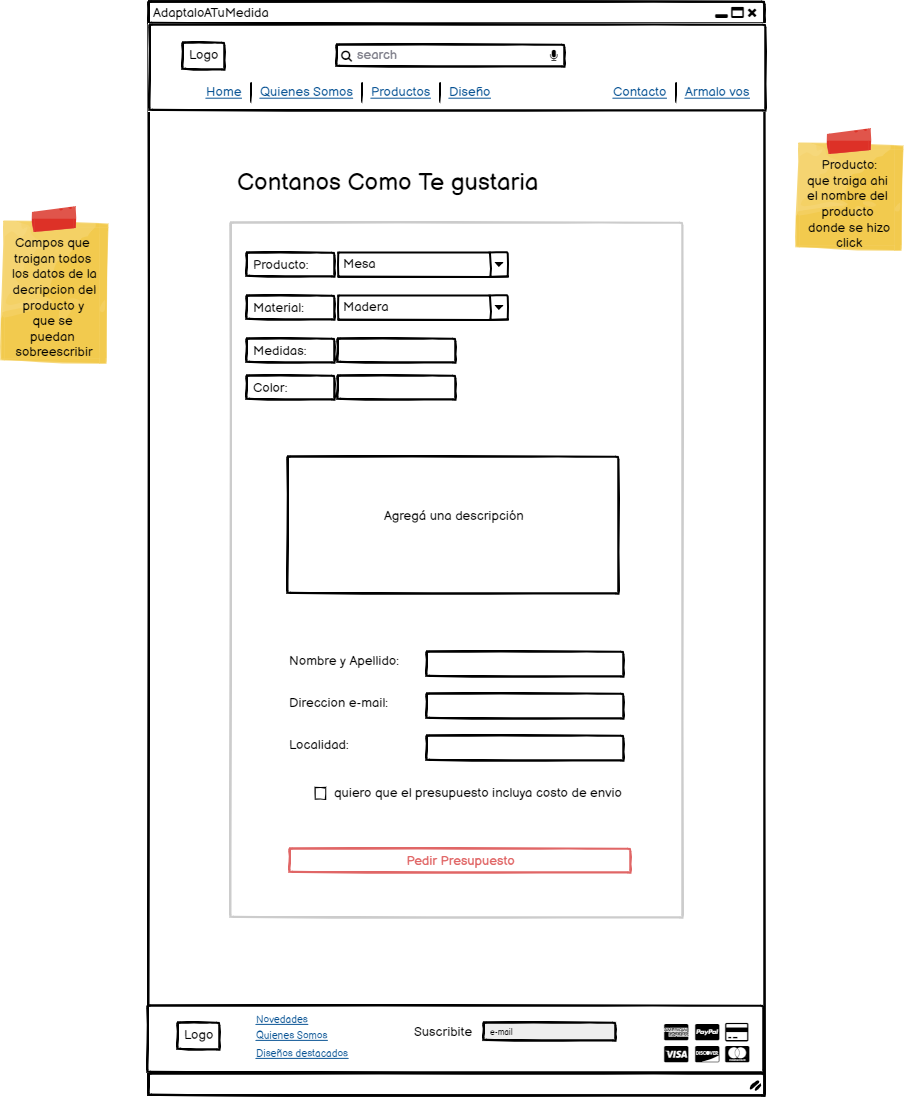 AdaptaloATuMedida
Logo
search
Home
Quienes Somos
Productos
Diseño
Contacto
Armalo vos
Producto:
que traiga ahi
el nombre del
producto
donde se hizo
click
Contanos Como Te gustaria
Campos que
traigan todos
los datos de la
decripcion del
producto y
que se
puedan
sobreescribir
Producto:
Mesa
Material:
Madera
Medidas:
Color:
Agregá una descripción
Nombre y Apellido:
Direccion e-mail:
Localidad:
quiero que el presupuesto incluya costo de envio
Pedir Presupuesto
Logo
Novedades
Quienes Somos
Diseños destacados
Suscribite
e-mail
AMERICAN
EXPRESS
PayPal
VISA
DISCOVER